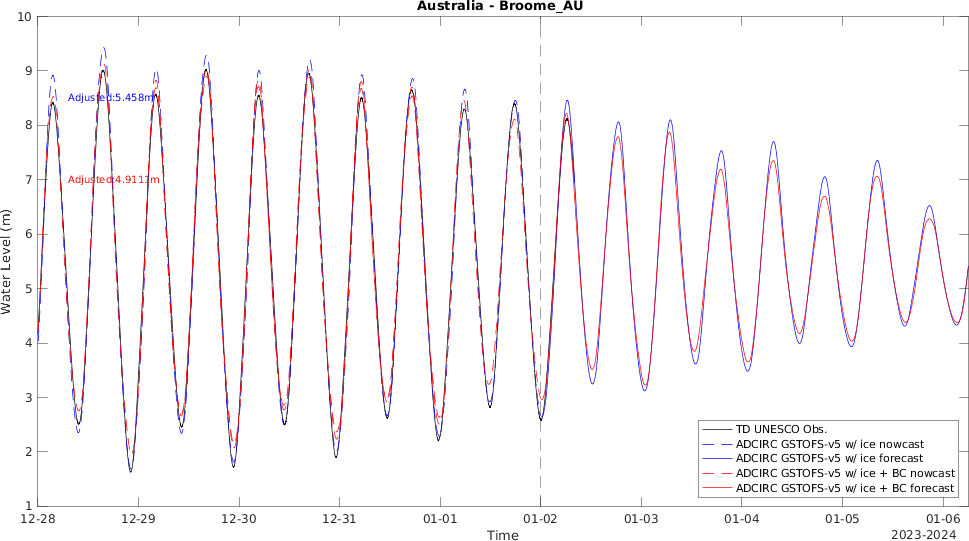 Australia - Broome_AU
10
9
8
7
6
5
4
3
2
1
Water Level (m)
Adjusted:5.458m
Adjusted:4.9111m
TD UNESCO Obs.
ADCIRC GSTOFS-v5 w/ ice nowcast
ADCIRC GSTOFS-v5 w/ ice forecast
ADCIRC GSTOFS-v5 w/ ice + BC nowcast
ADCIRC GSTOFS-v5 w/ ice + BC forecast
12-28 12-29 12-30 12-31 01-01 01-02 01-03 01-04 01-05 01-06
Time
2023-2024